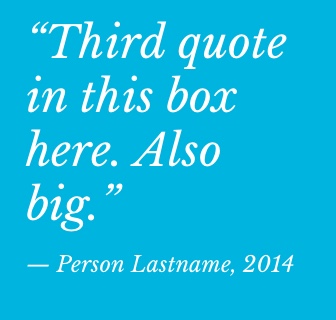 “Third quote
in this box
here. Also
big.”
— Person Lastname, 2014